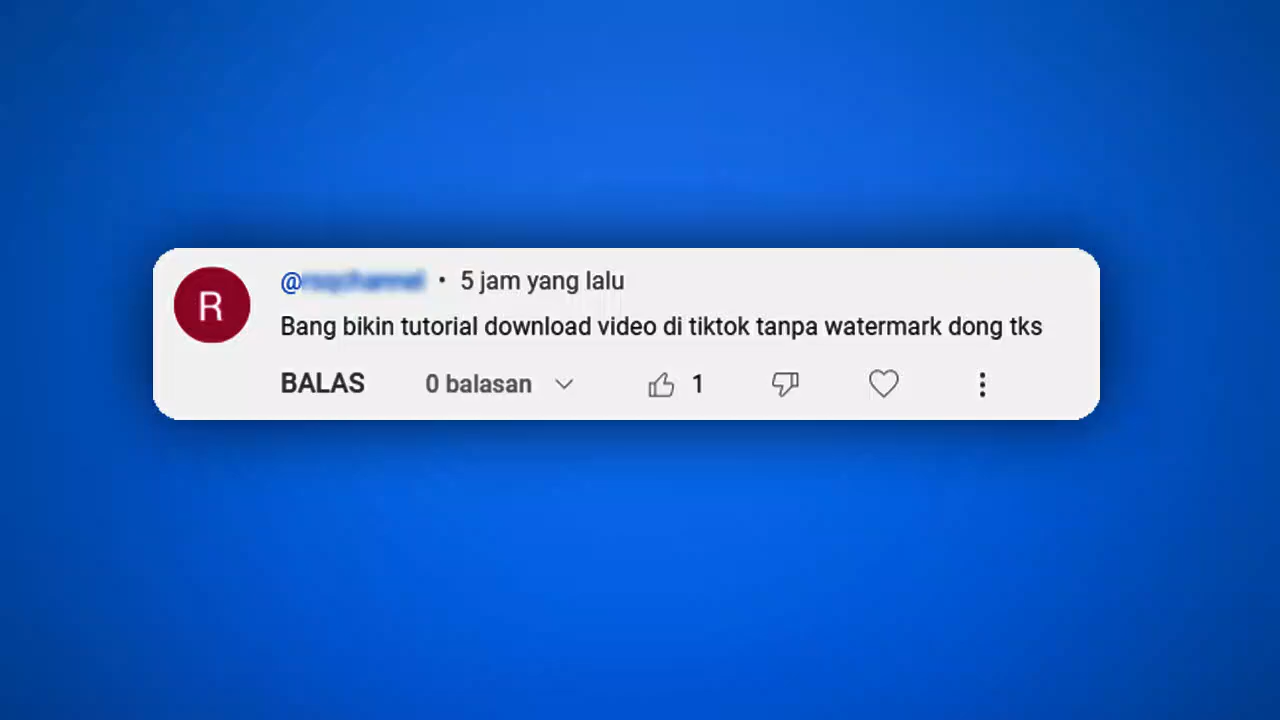 R
@ • 5 jam yang lalu
Bang bikin tutorial download video di tiktok tanpa watermark dong tks
BALAS 0 balasan 1